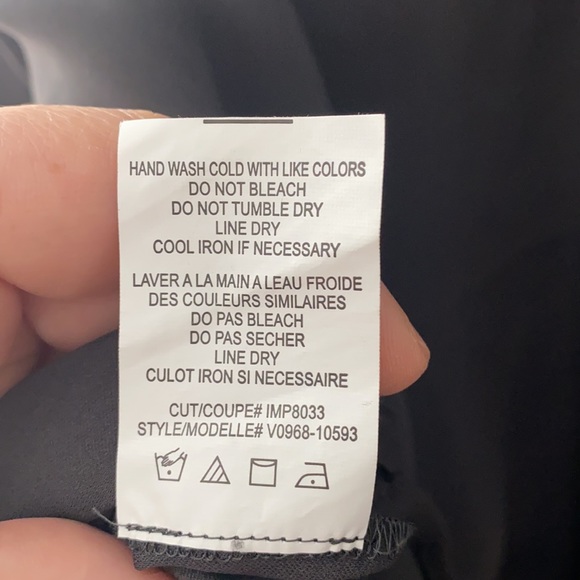 HAND WASH COLD WITH LIKE COLORS
DO NOT BLEACH
DO NOT TUMBLE DRY
LINE DRY
COOL IRON IF NECESSARY
LAVER A LA MAIN A LEAU FROIDE
DES COULEURS SIMILAIRES
DO PAS BLEACH
DO PAS SECHER
LINE DRY
CULOT IRON SI NECESSAIRE
CUT/COUPE# IMP8033
STYLE/MODELLE# V0968-10593